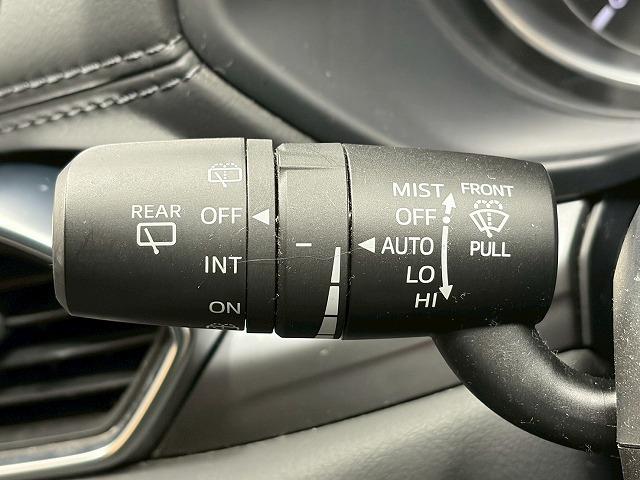 REAR
OFF
INT
ON
−
MIST
OFF
AUTO
LO
HI
FRONT
PULL